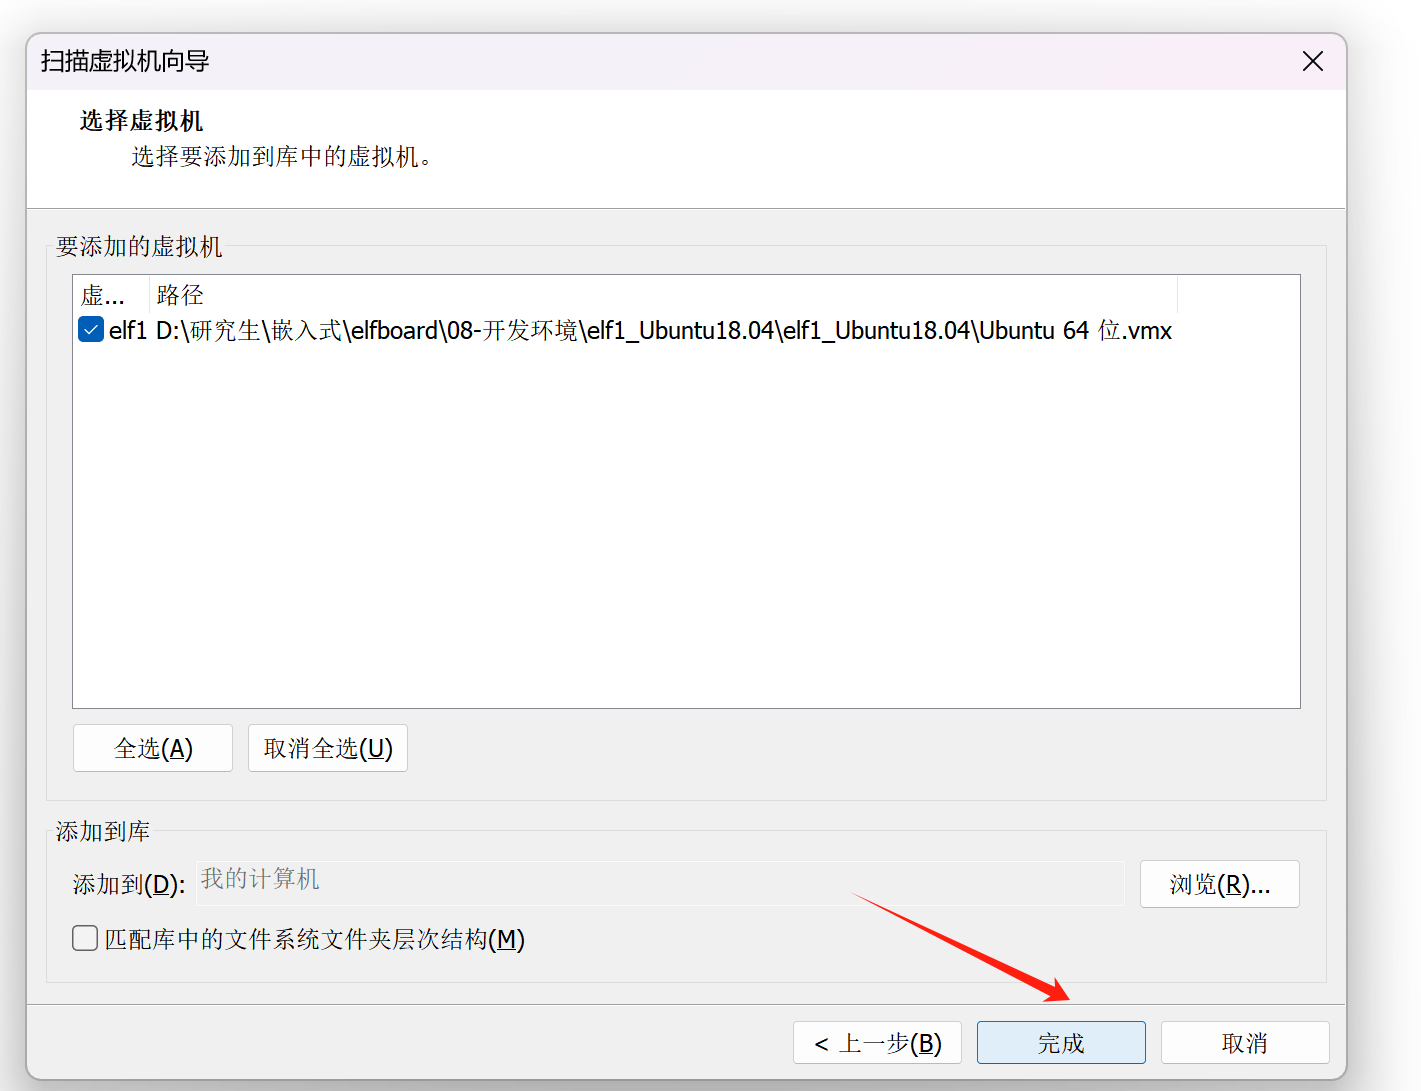 扫描虚拟机向导
选择虚拟机
选择要添加到库中的虚拟机。
要添加的虚拟机
虚... 路径
elf1 D:\研究生\嵌入式\elfboard\08-开发环境\elf1_Ubuntu18.04\elf1_Ubuntu18.04\Ubuntu 64 位.vmx
全选(A) 取消全选(U)
添加到库
添加到(D): 我的计算机 浏览(R)...
匹配库中的文件系统文件夹层次结构(M)
< 上一步(B) 完成 取消